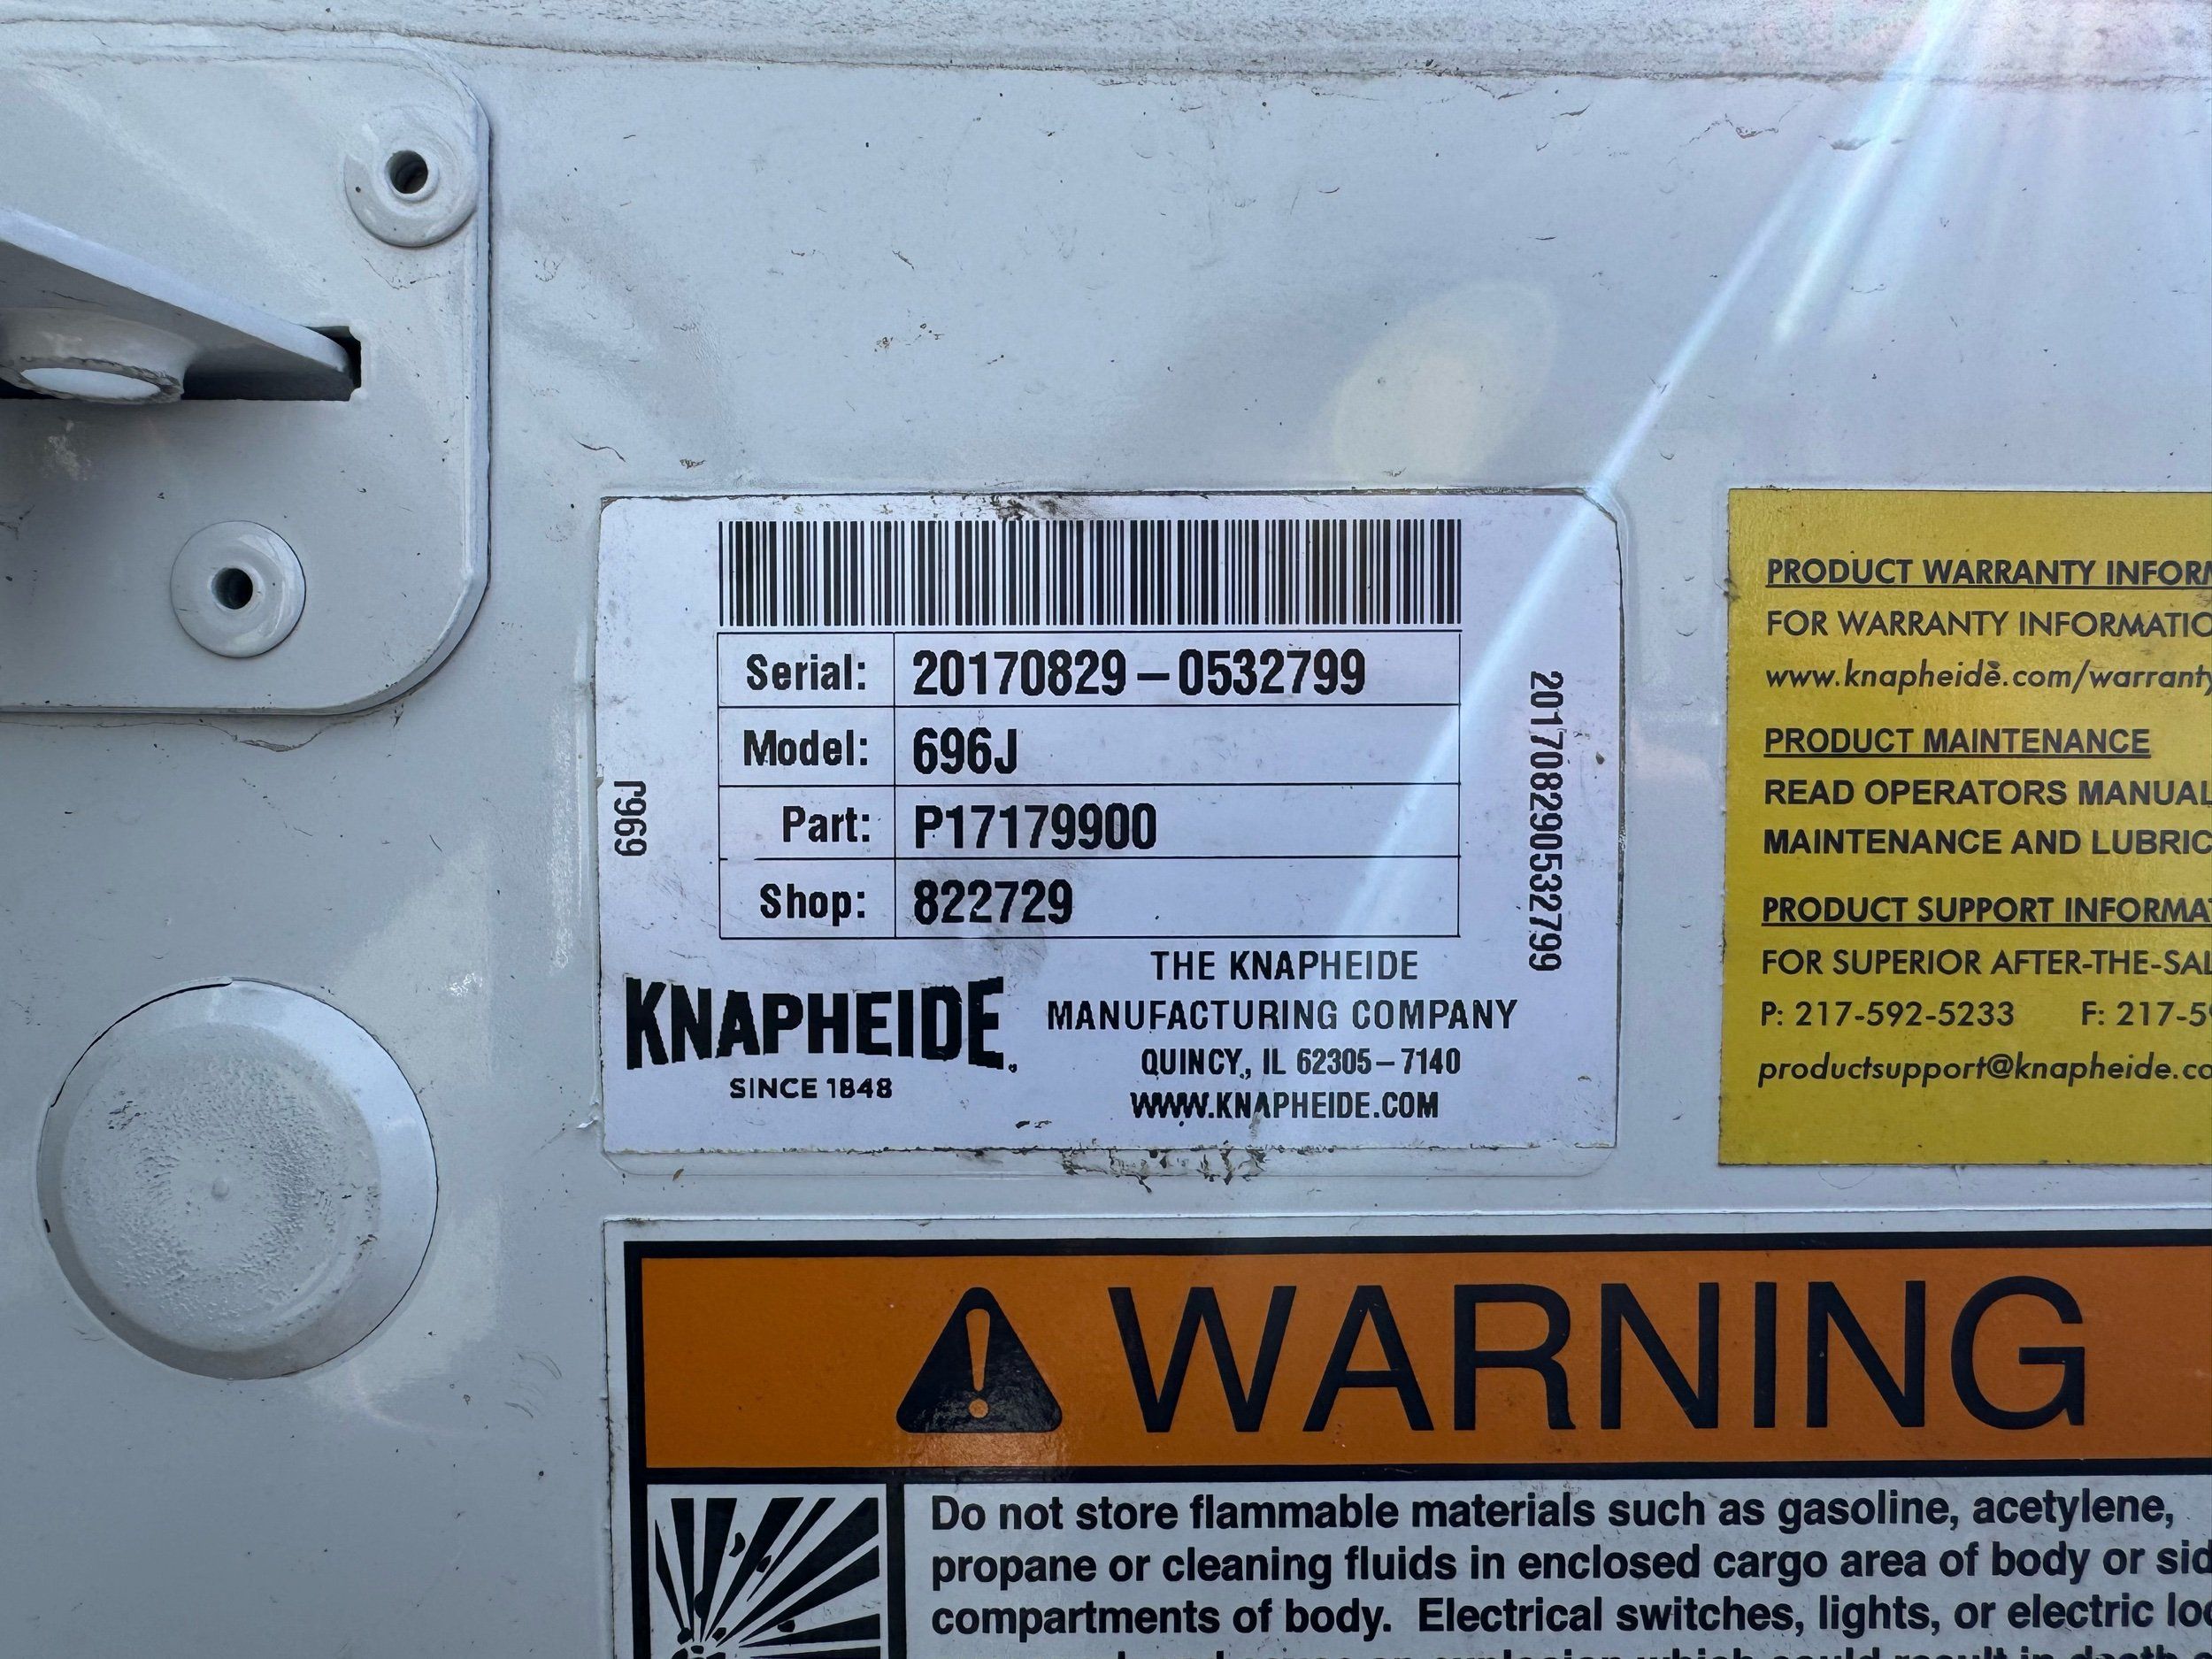 Serial: 20170829-0532799
Model: 696J
Part: P17179900
Shop: 822729
696J
201708290532799
KNAPHEIDE
SINCE 1848
THE KNAPHEIDE
MANUFACTURING COMPANY
QUINCY, IL 62305-7140
WWW.KNAPHEIDE.COM
PRODUCT WARRANTY
FOR WARRANTY
www.knapheide.com/warranty
PRODUCT MAINTENANCE
READ OPERATORS MANUAL
MAINTENANCE AND
PRODUCT SUPPORT
FOR SUPERIOR
P: 217-592-5233 F:
WARNING
Do not store flammable materials such as gasoline, acetylene,
propane or cleaning fluids in enclosed cargo area of body or
compartments of body. Electrical switches, lights, or electric